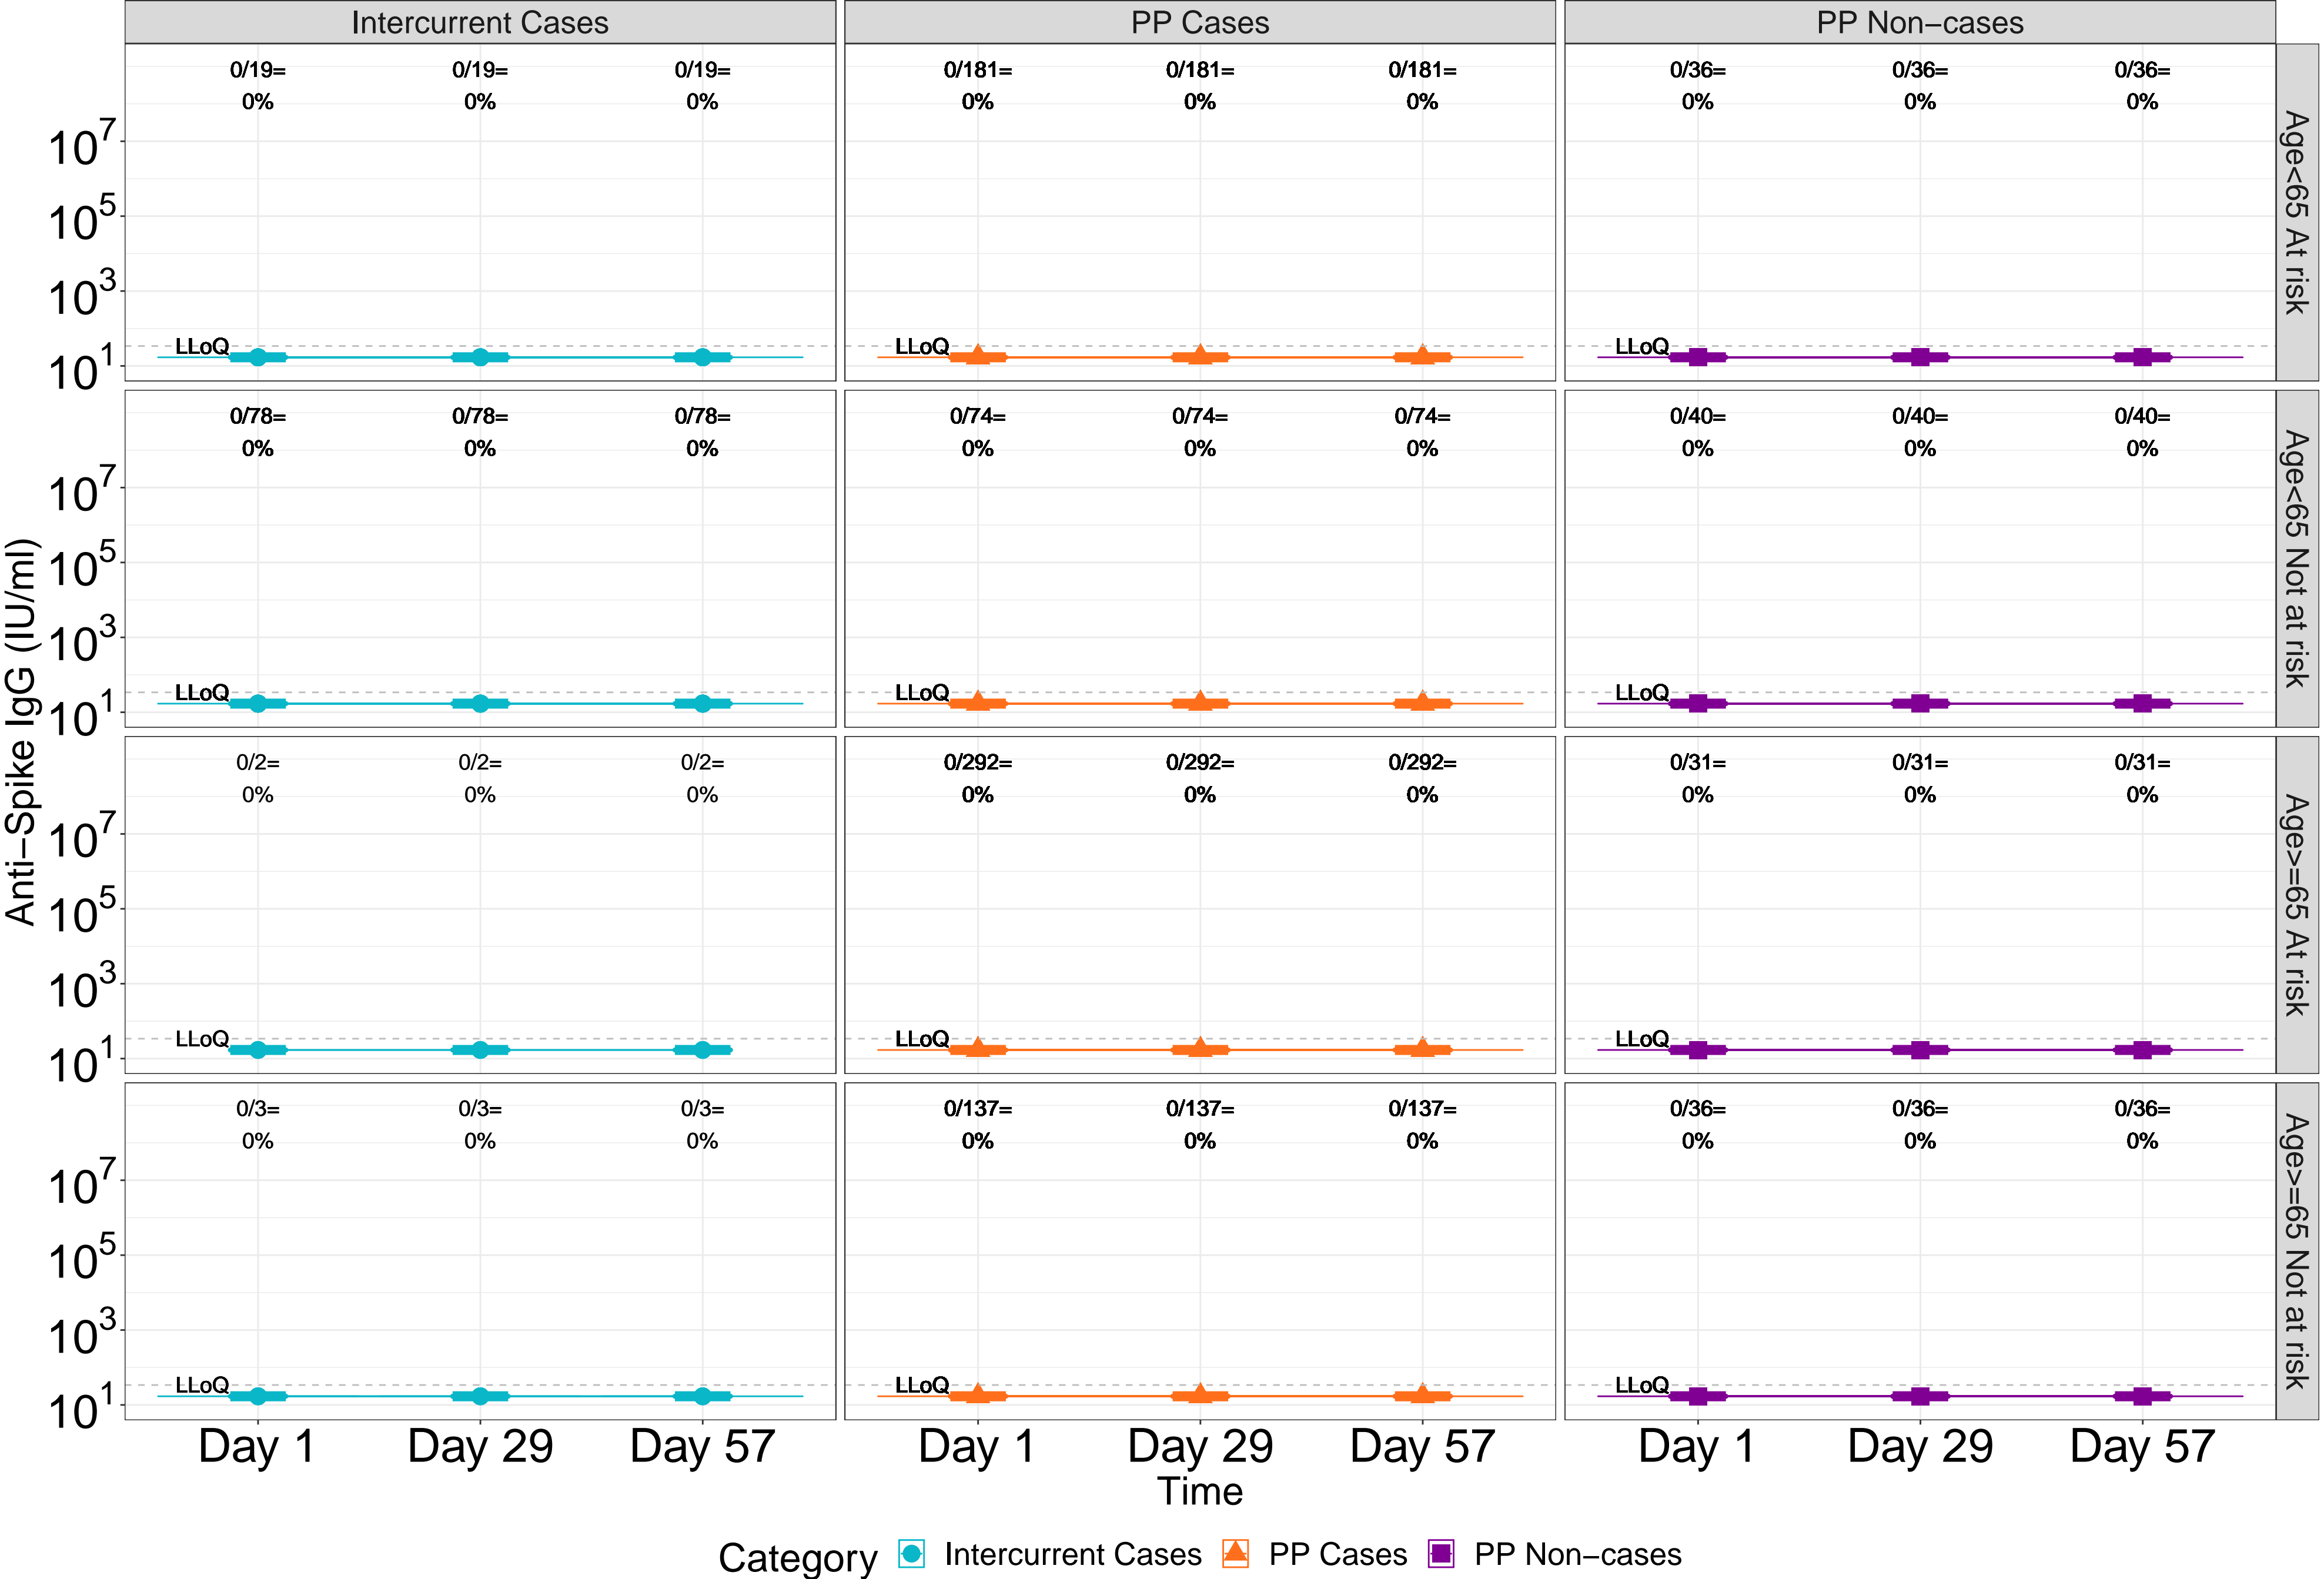 Intercurrent Cases PP Cases PP Non−cases
0/19= 0/19= 0/19= 0/181= 0/181= 0/181= 0/36= 0/36= 0/36=
0% 0% 0% 0% 0% 0% 0% 0% 0%
10^7
10^5
10^3
LLoQ LLoQ LLoQ
10^1
Age<65 At risk
0/78= 0/78= 0/78= 0/74= 0/74= 0/74= 0/40= 0/40= 0/40=
0% 0% 0% 0% 0% 0% 0% 0% 0%
10^7
10^5
10^3
LLoQ LLoQ LLoQ
10^1
Age<65 Not at risk
Anti−Spike IgG (IU/ml)
0/2= 0/2= 0/2= 0/292= 0/292= 0/292= 0/31= 0/31= 0/31=
0% 0% 0% 0% 0% 0% 0% 0% 0%
10^7
10^5
10^3
LLoQ LLoQ LLoQ
10^1
Age>=65 At risk
0/3= 0/3= 0/3= 0/137= 0/137= 0/137= 0/36= 0/36= 0/36=
0% 0% 0% 0% 0% 0% 0% 0% 0%
10^7
10^5
10^3
LLoQ LLoQ LLoQ
10^1
Age>=65 Not at risk
Day 1 Day 29 Day 57 Day 1 Day 29 Day 57 Day 1 Day 29 Day 57
Time
Category Intercurrent Cases PP Cases PP Non−cases